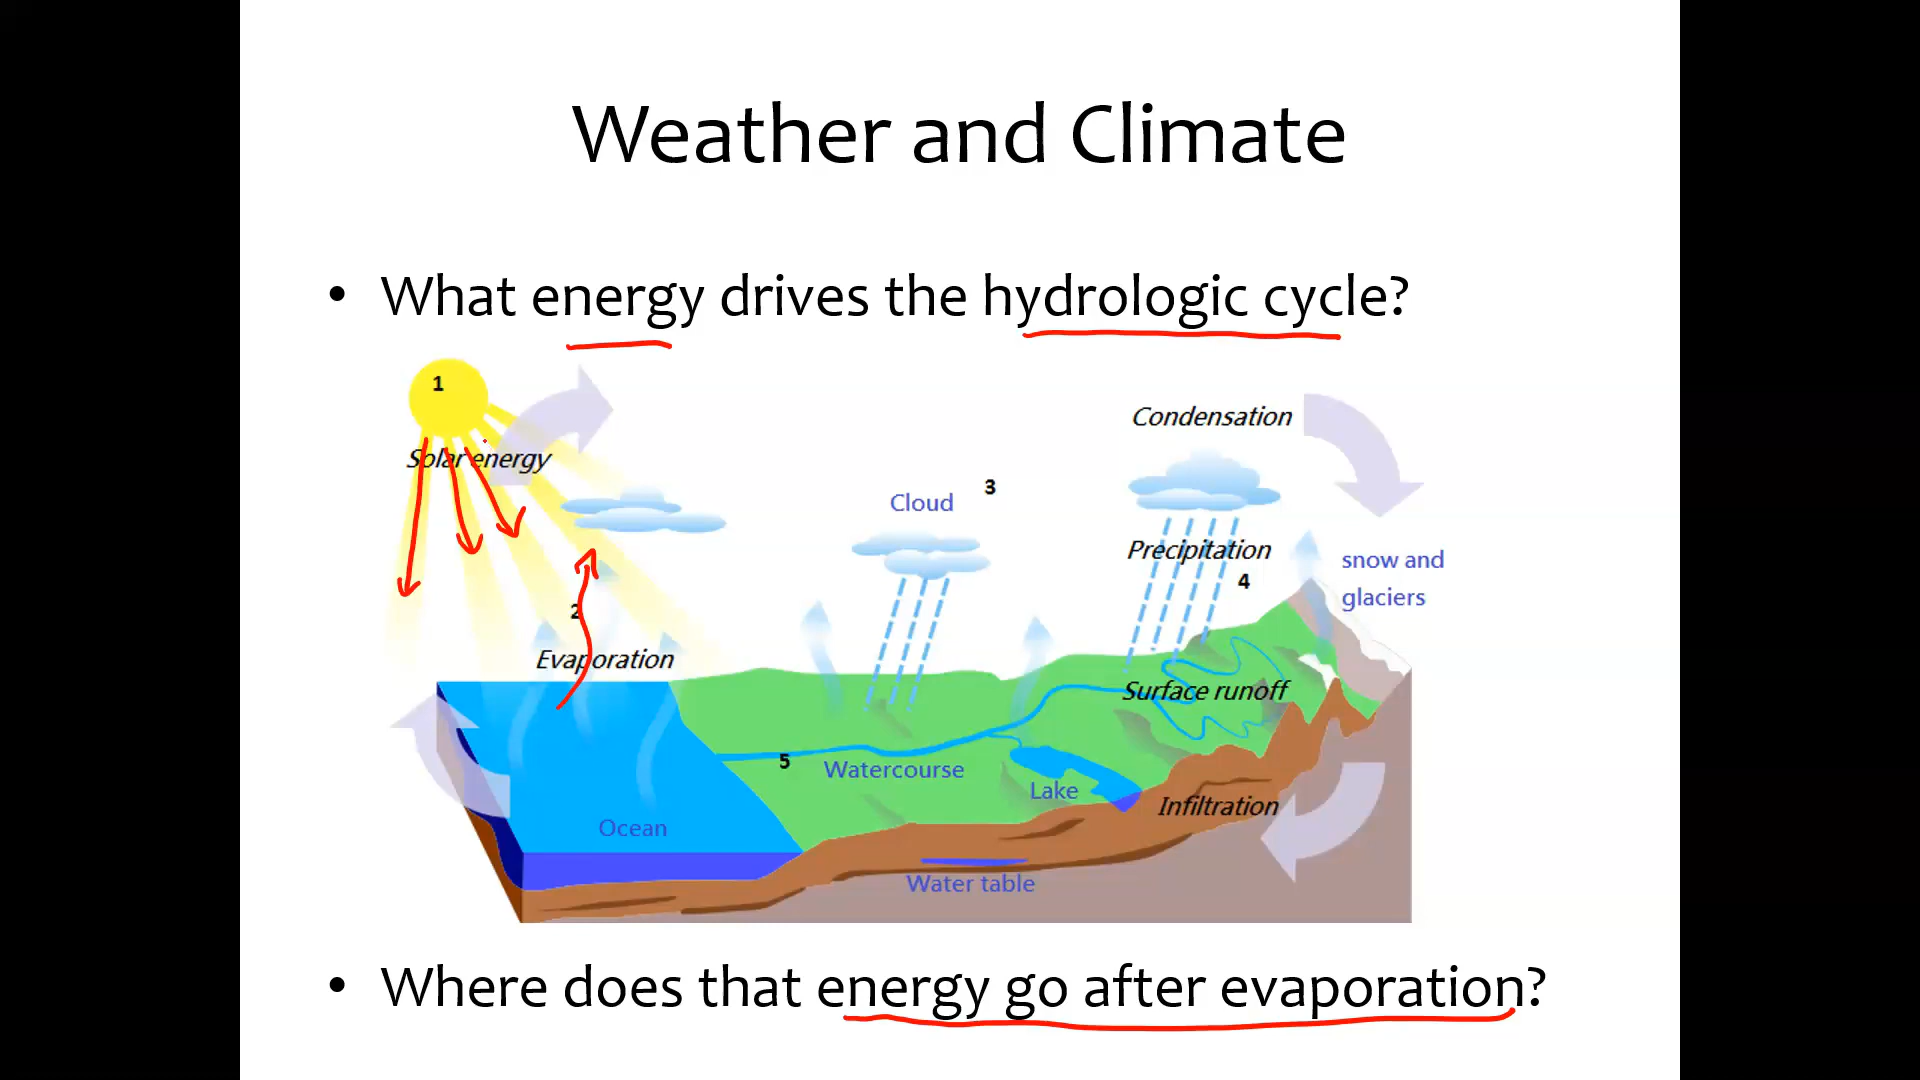 Weather and Climate
• What energy drives the hydrologic cycle?
1
Solar energy
Condensation
Cloud
3
Precipitation
4
snow and
glaciers
2
Evaporation
Surface runoff
5
Watercourse
Lake
Infiltration
Ocean
Water table
• Where does that energy go after evaporation?